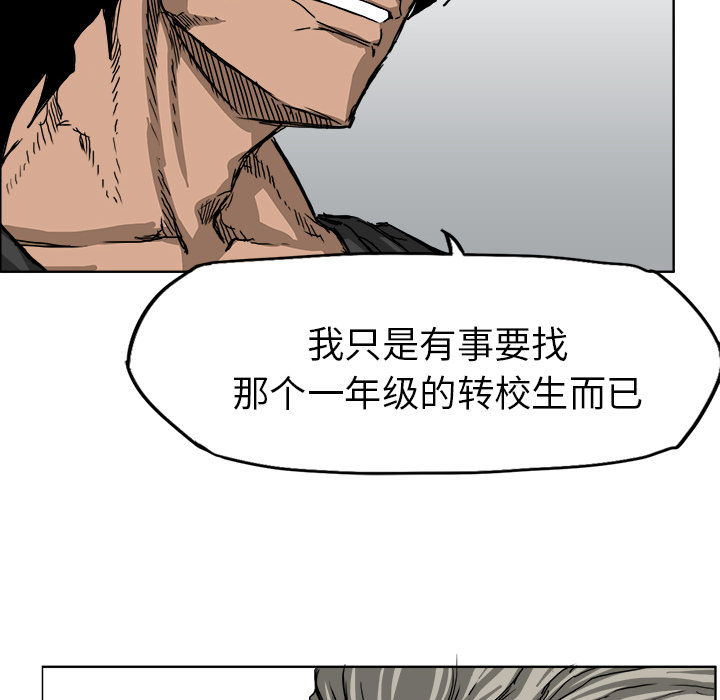 我只是有事要找
那个一年级的转校生而已